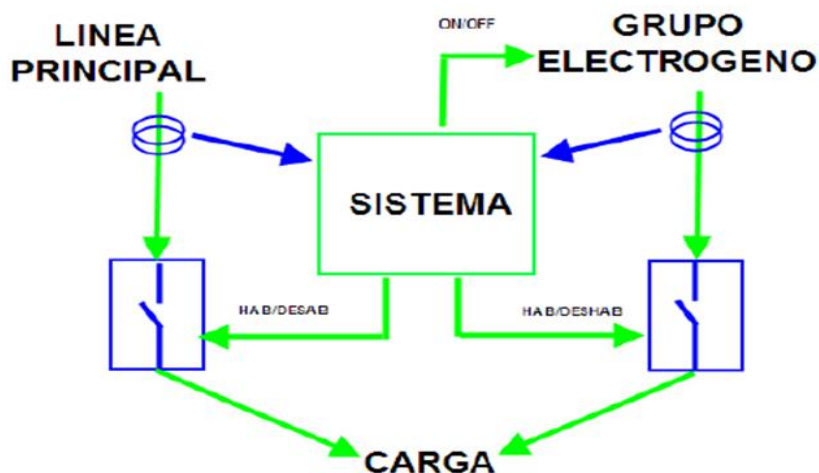 LINEA
PRINCIPAL
ON/OFF
GRUPO
ELECTROGENO
SISTEMA
HAB/DESAB
HAB/DESHAB
CARGA